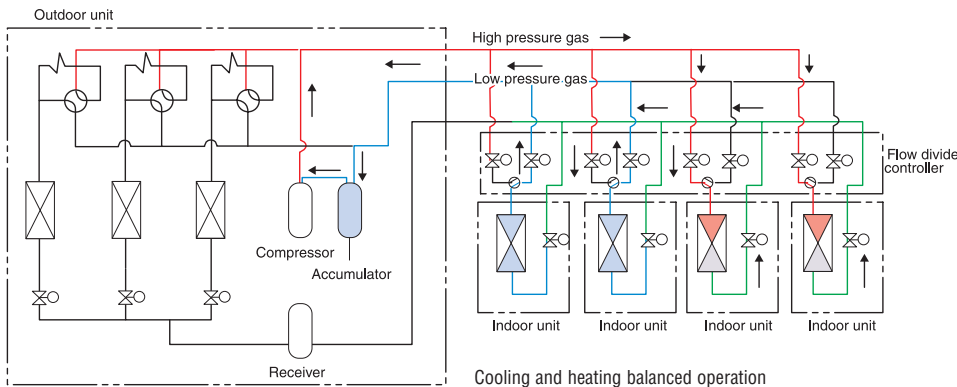 Outdoor unit
High pressure gas
Low pressure gas
Flow divide
controller
Compressor
Accumulator
Receiver
Indoor unit
Indoor unit
Indoor unit
Indoor unit
Cooling and heating balanced operation